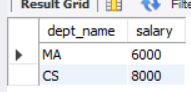 Result Grid Filte
dept_name salary
MA 6000
CS 8000